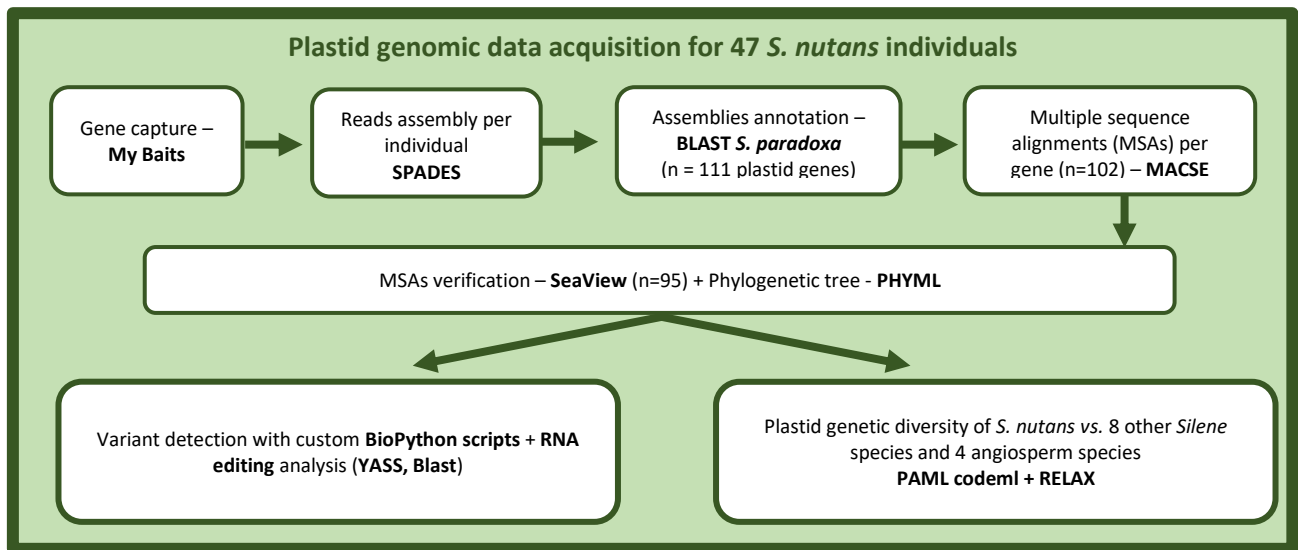 Plastid genomic data acquisition for 47 S. nutans individuals
Gene capture –
My Baits
Reads assembly per
individual
SPADES
Assemblies annotation –
BLAST S. paradoxa
(n = 111 plastid genes)
Multiple sequence
alignments (MSAs) per
gene (n=102) – MACSE
MSAs verification – SeaView (n=95) + Phylogenetic tree - PHYML
Variant detection with custom BioPython scripts + RNA
editing analysis (YASS, Blast)
Plastid genetic diversity of S. nutans vs. 8 other Silene
species and 4 angiosperm species
PAML codeml + RELAX